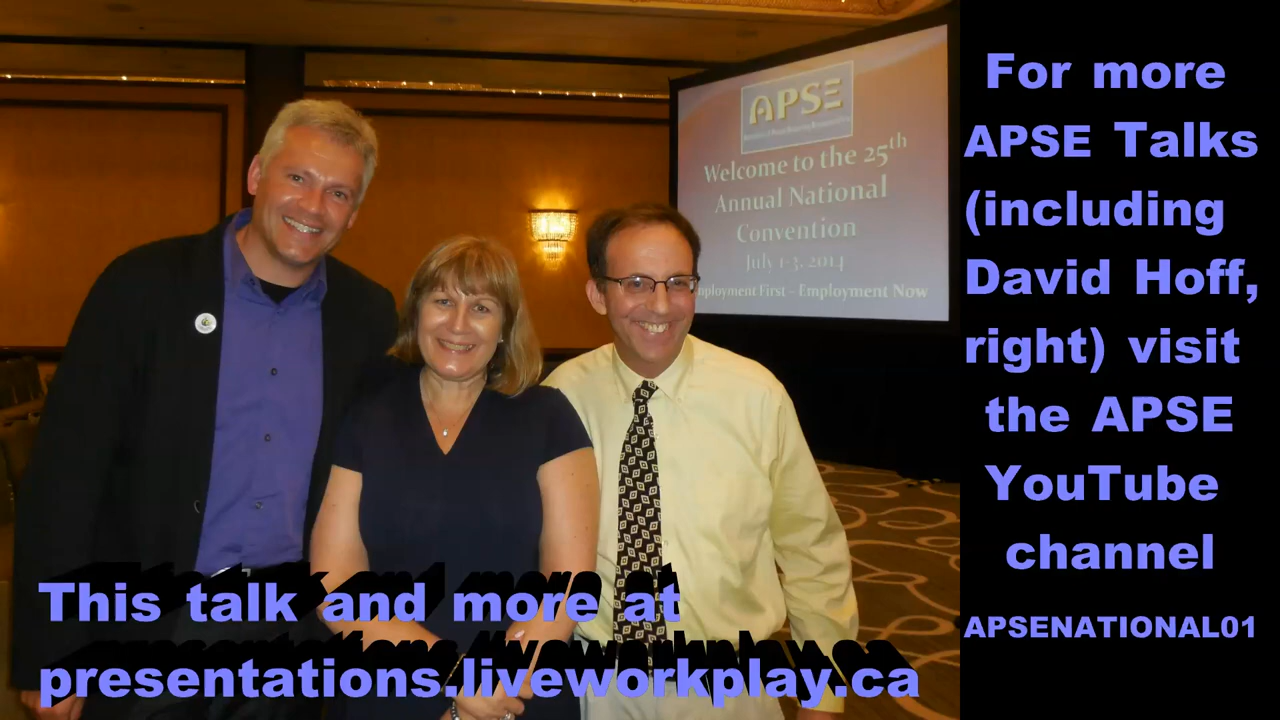 APSE
Welcome to the 25th
Annual National
Convention
July 1-3, 2014
Employment First – Employment Now
For more
APSE Talks
(including
David Hoff,
right) visit
the APSE
YouTube
channel
APSENATIONAL01
This talk and more at
presentations.liveworkplay.ca